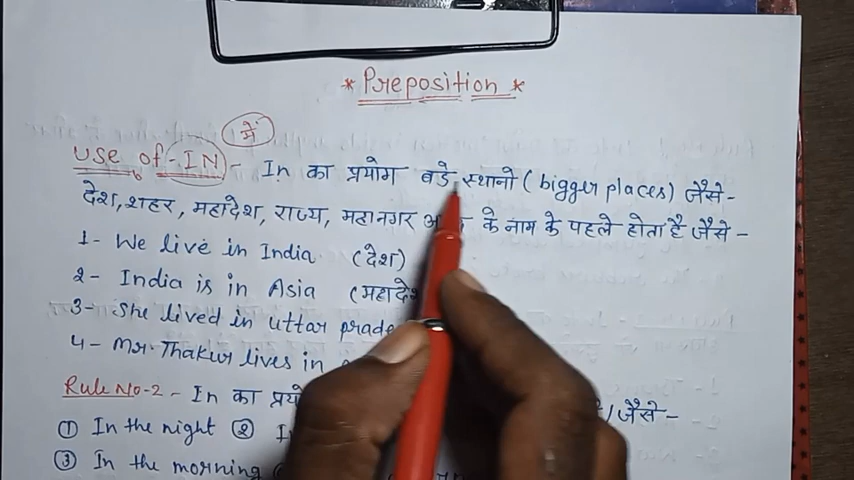 * Preposition *
में
Use of - IN - In का प्रयोग बड़े स्थानो (bigger places) जैसे -
देश, शहर, महादेश, राज्य, महानगर के नाम के पहले होता है जैसे -
1- We live in India (देश)
2- India is in Asia (महादेश
3- She lived in uttar prade
4- Mr. Thakur lives in
Rule No-2 - In का प्रयो / जैसे -
① In the night ② I
③ In the morning